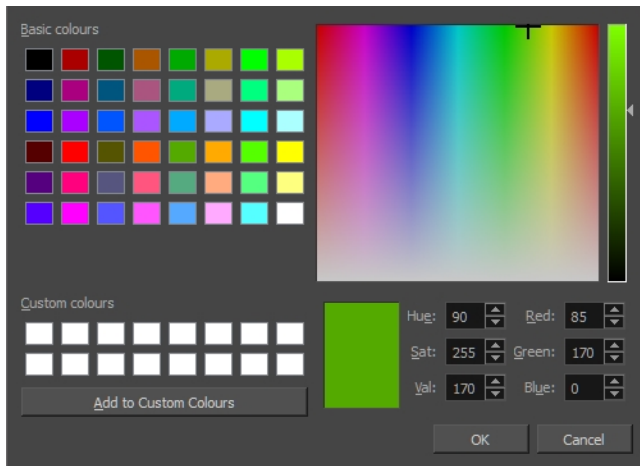 Basic colours
Custom colours
Add to Custom Colours
Hue: 90 Red: 85
Sat: 255 Green: 170
Val: 170 Blue: 0
OK Cancel